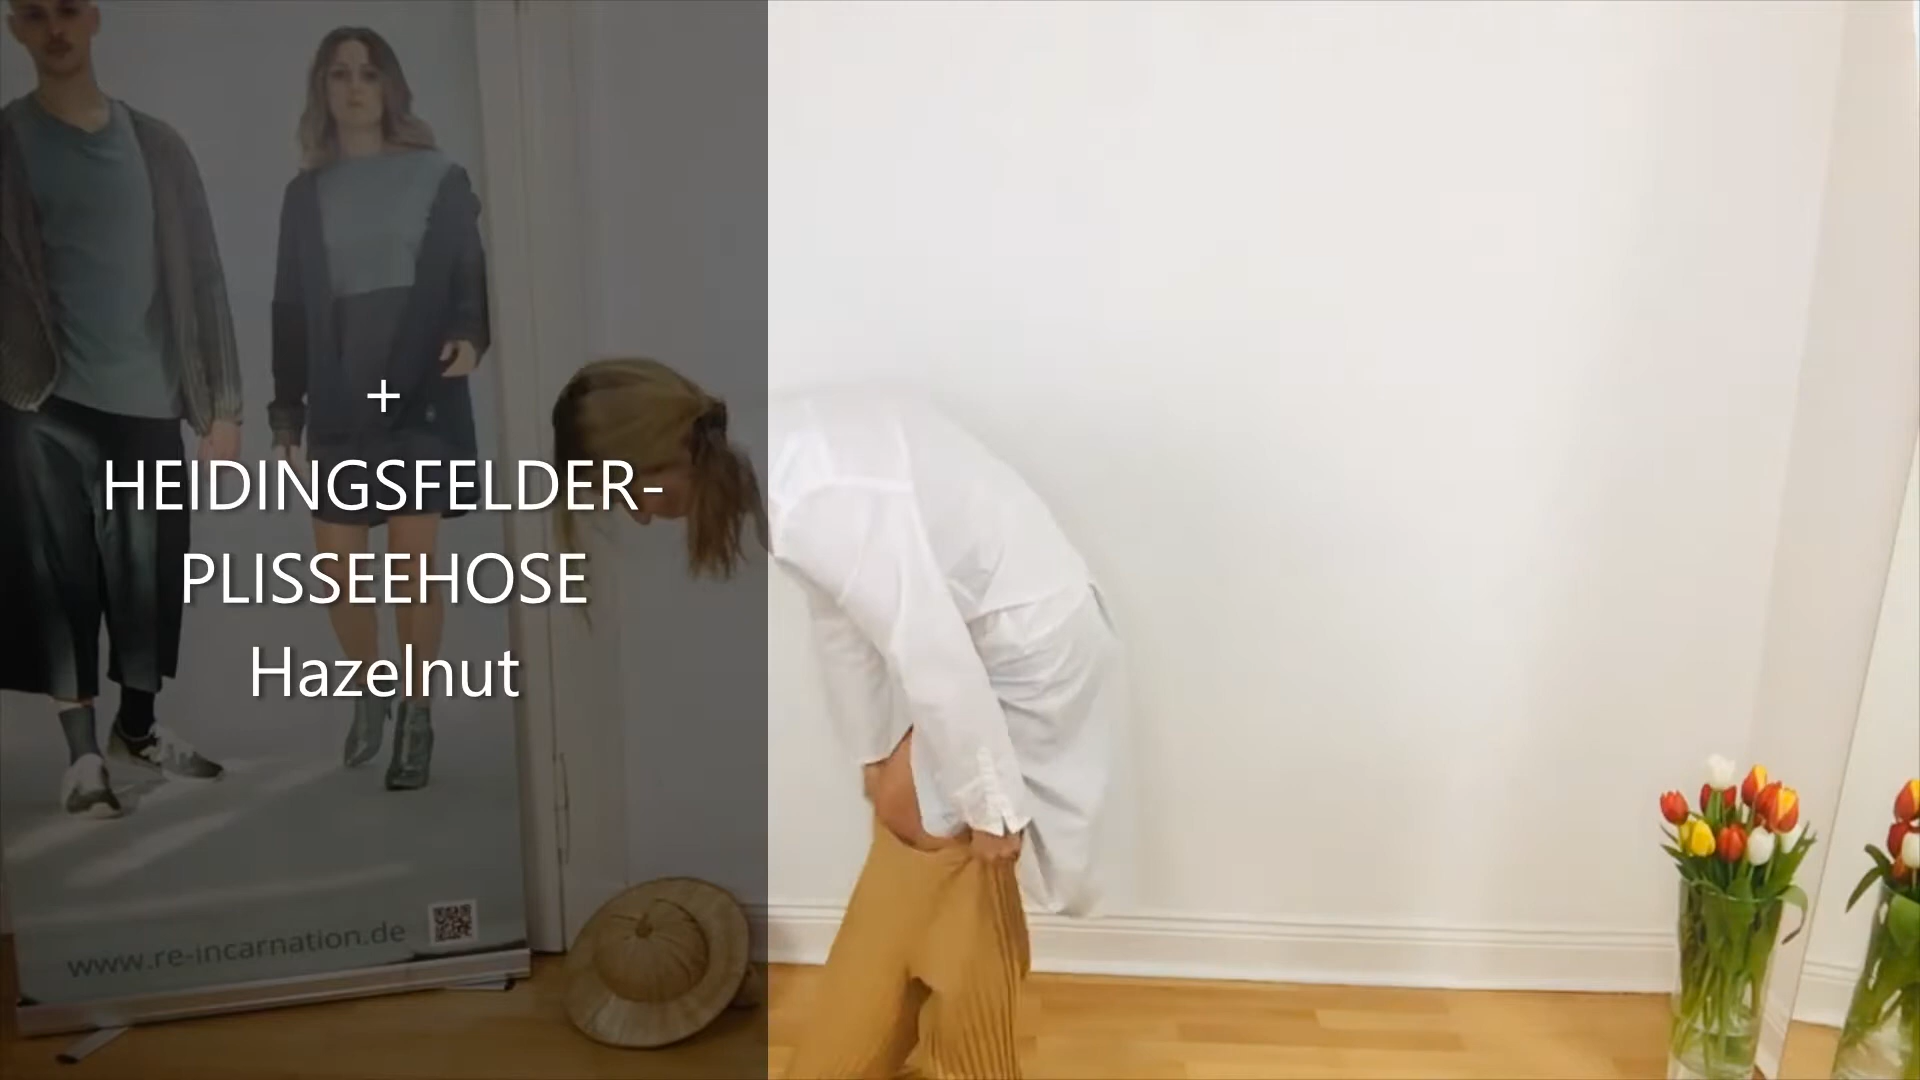 +
HEIDINGSFELDER-
PLISSEEHOSE
Hazelnut
www.re-incarnation.de